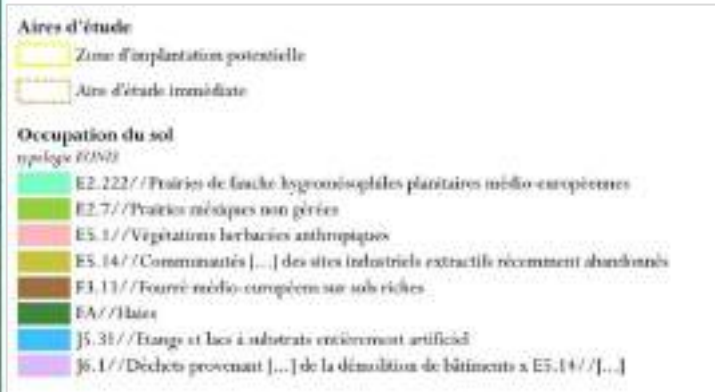 Aires d'étude
Zone d'implantation potentielle
Aire d'étude immédiate
Occupation du sol
typologie EUNIS
E2.222//Prairies de fauche hygromésophiles planitaires médio-européennes
E2.7//Prairies mésiques non gérées
E5.1//Végétations herbacées anthropiques
E5.14//Communautés [...] des sites industriels extractifs récemment abandonnés
F3.11//Fourré médio-européens sur sols riches
FA//Haies
J5.31//Etangs et lacs à substrats entièrement artificiel
J6.1//Déchets provenant [...] de la démolition de bâtiments x E5.14//[...]